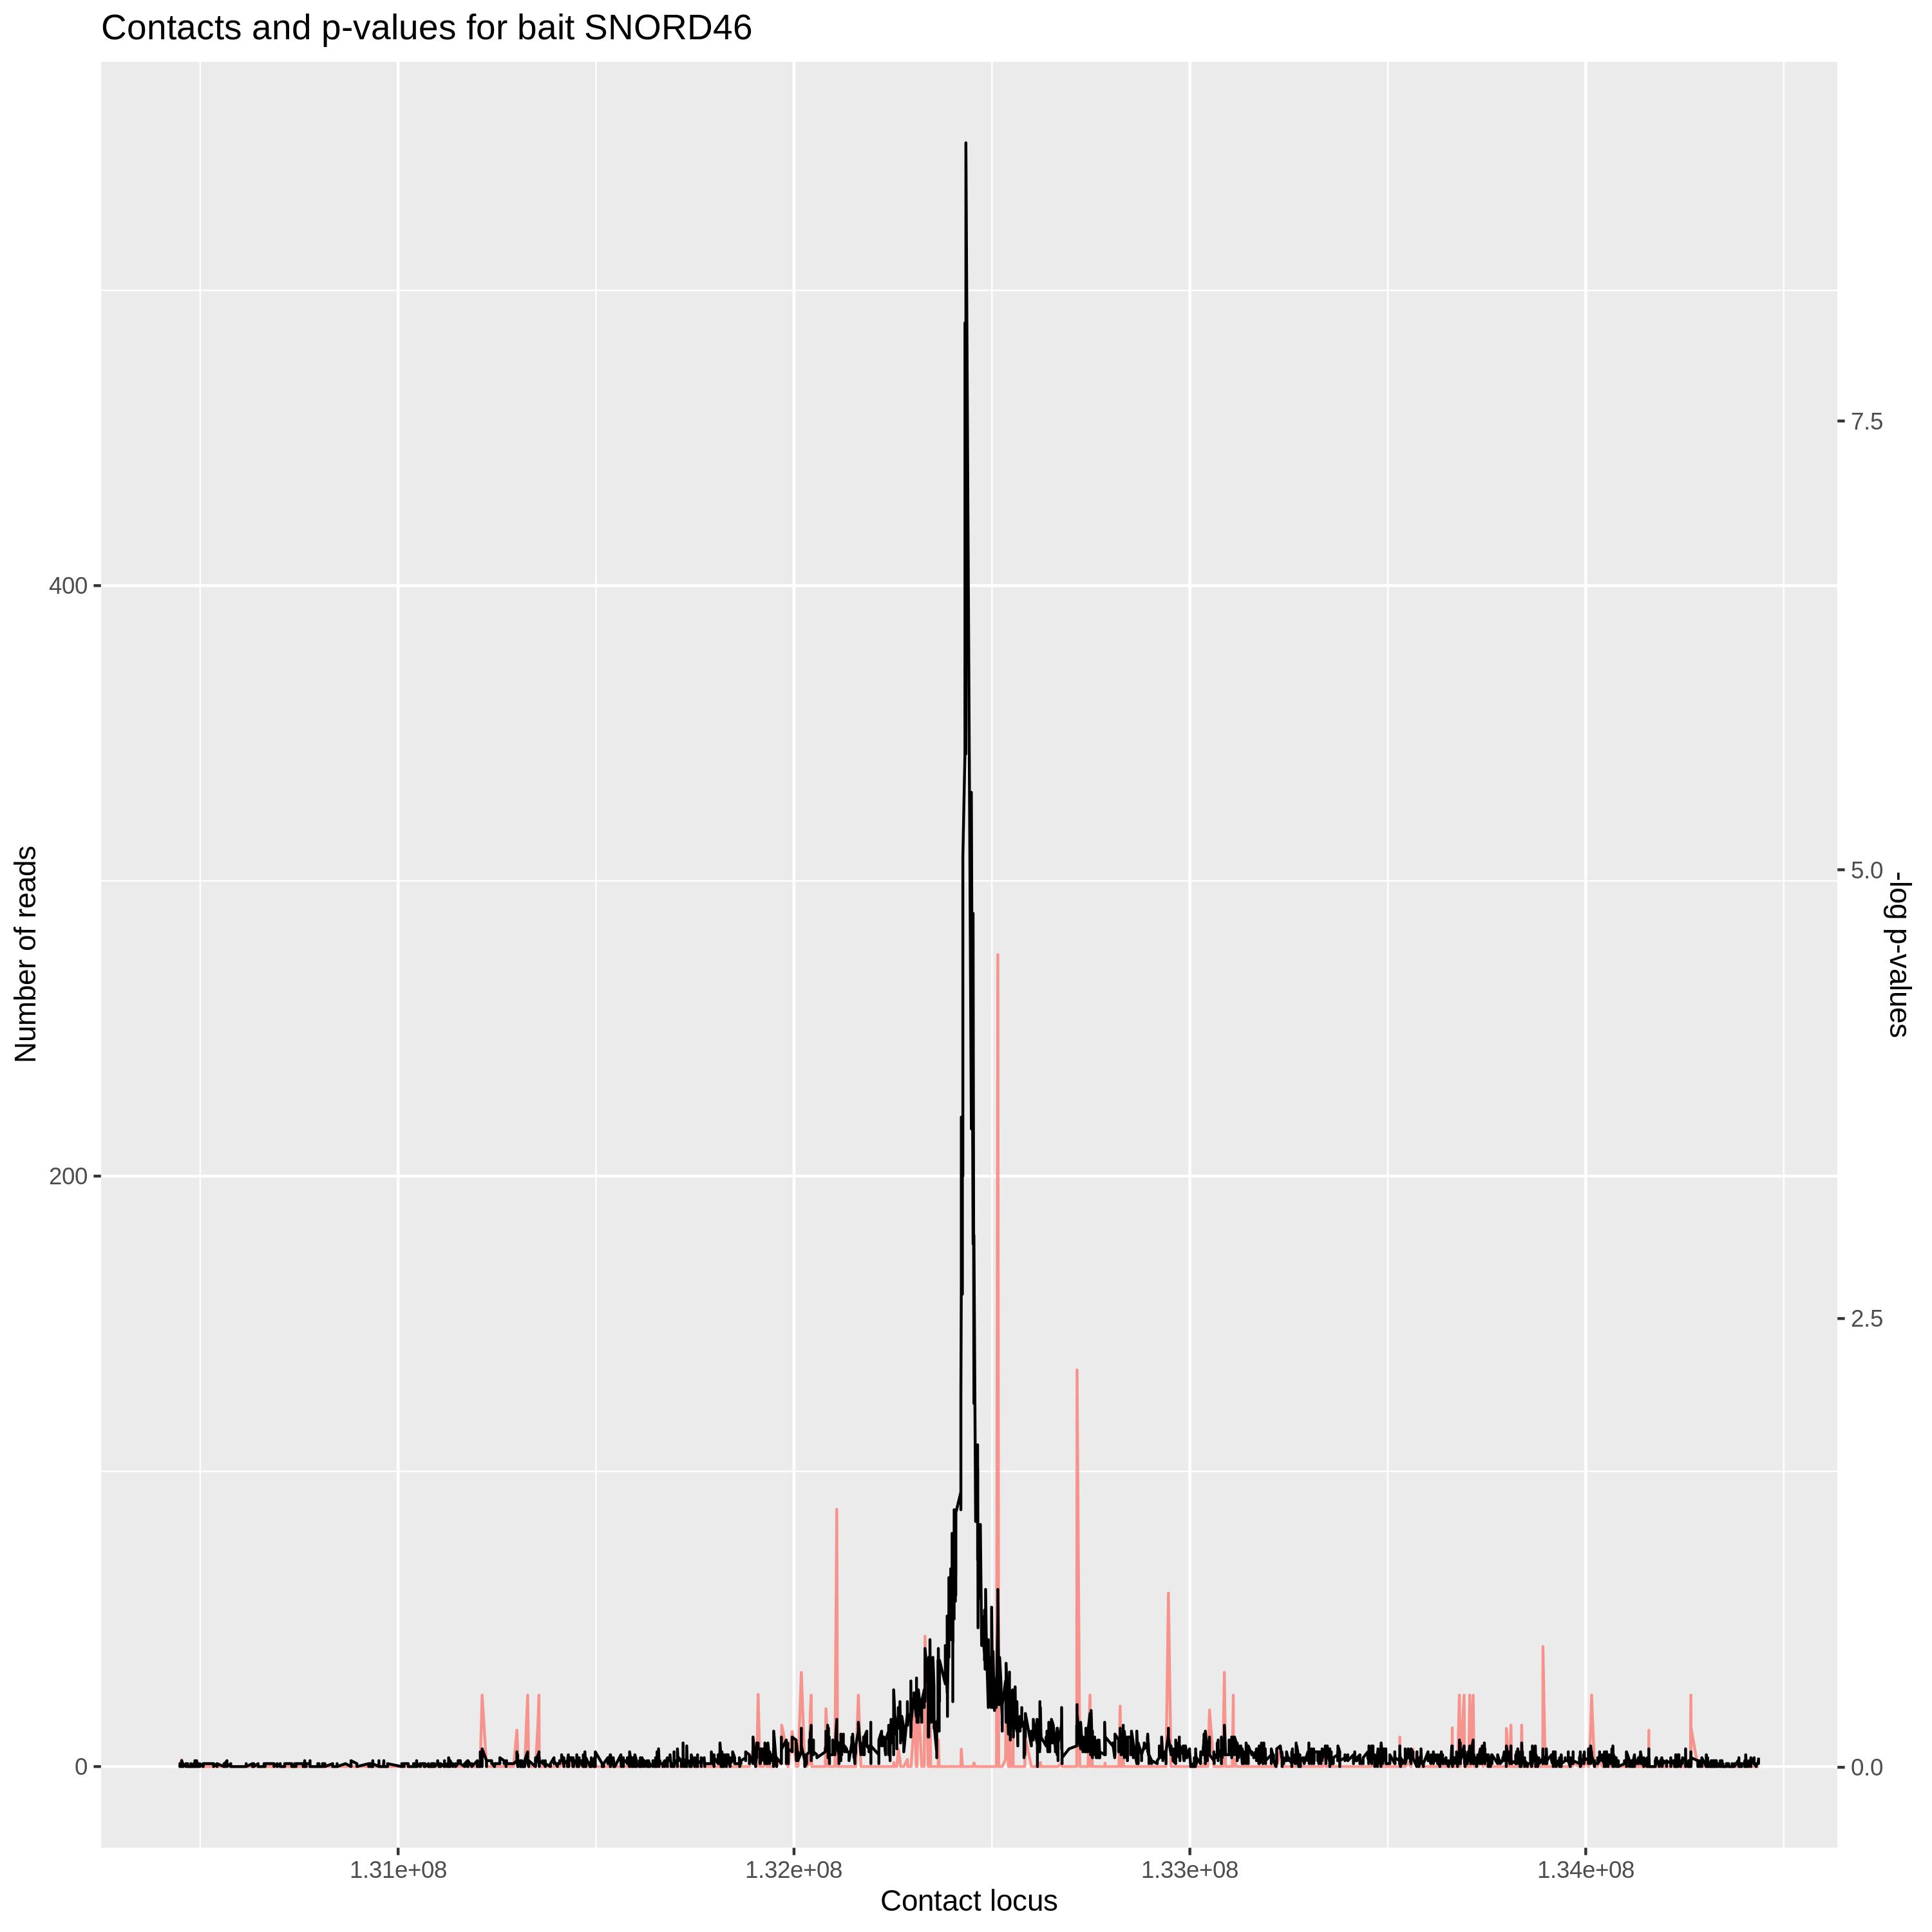 Contacts and p-values for bait SNORD46
Number of reads
400
200
0
7.5
5.0
2.5
0.0
-log p-values
1.31e+08
1.32e+08
1.33e+08
1.34e+08
Contact locus